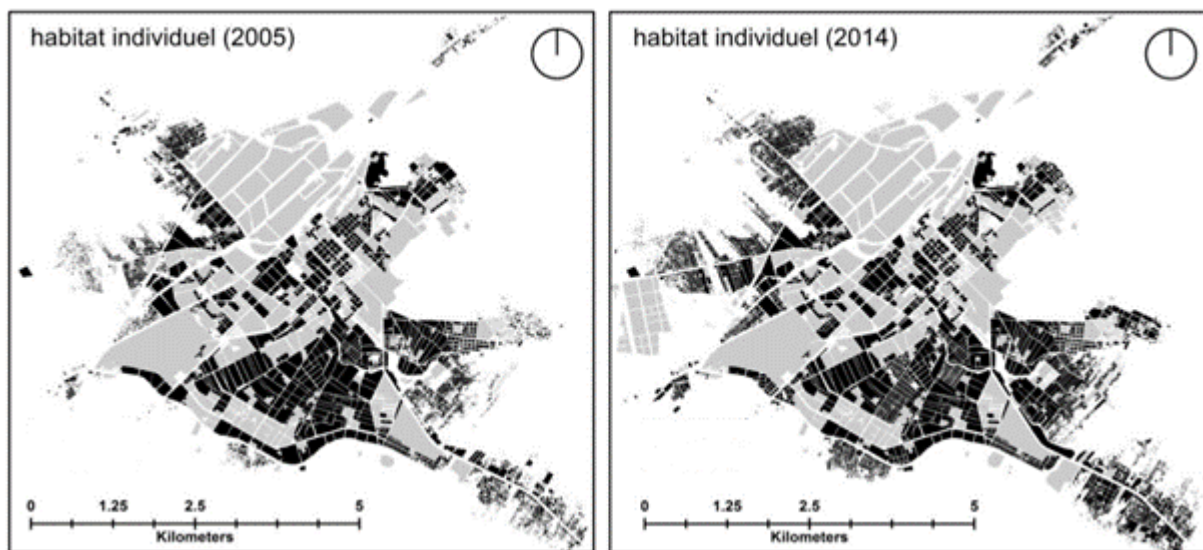 habitat individuel (2005)
0 1.25 2.5 5
Kilometers
habitat individuel (2014)
0 1.25 2.5 5
Kilometers